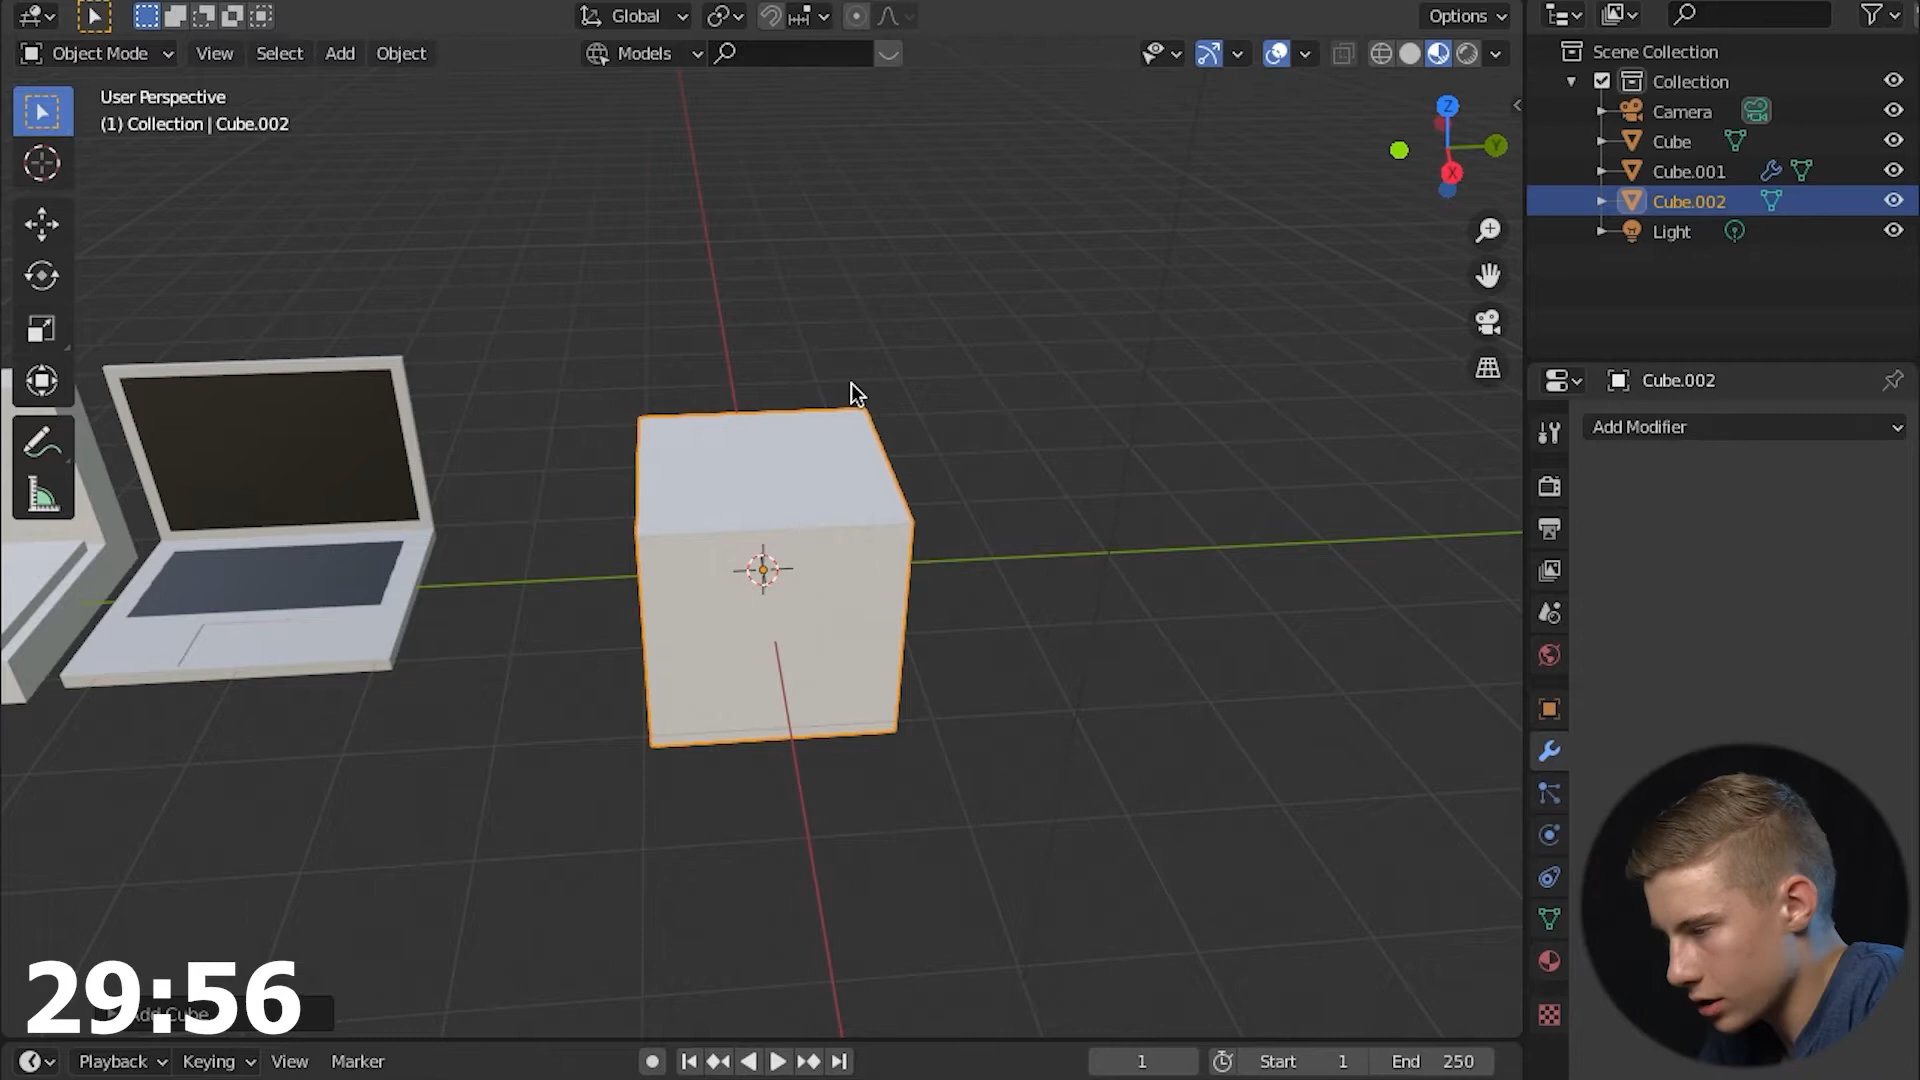 Global
Options
Object Mode
View
Select
Add
Object
Models
User Perspective
(1) Collection | Cube.002
Z
Y
X
Scene Collection
Collection
Camera
Cube
Cube.001
Cube.002
Light
Cube.002
Add Modifier
Add Cube
29:56
Playback
Keying
View
Marker
1
Start 1
End 250